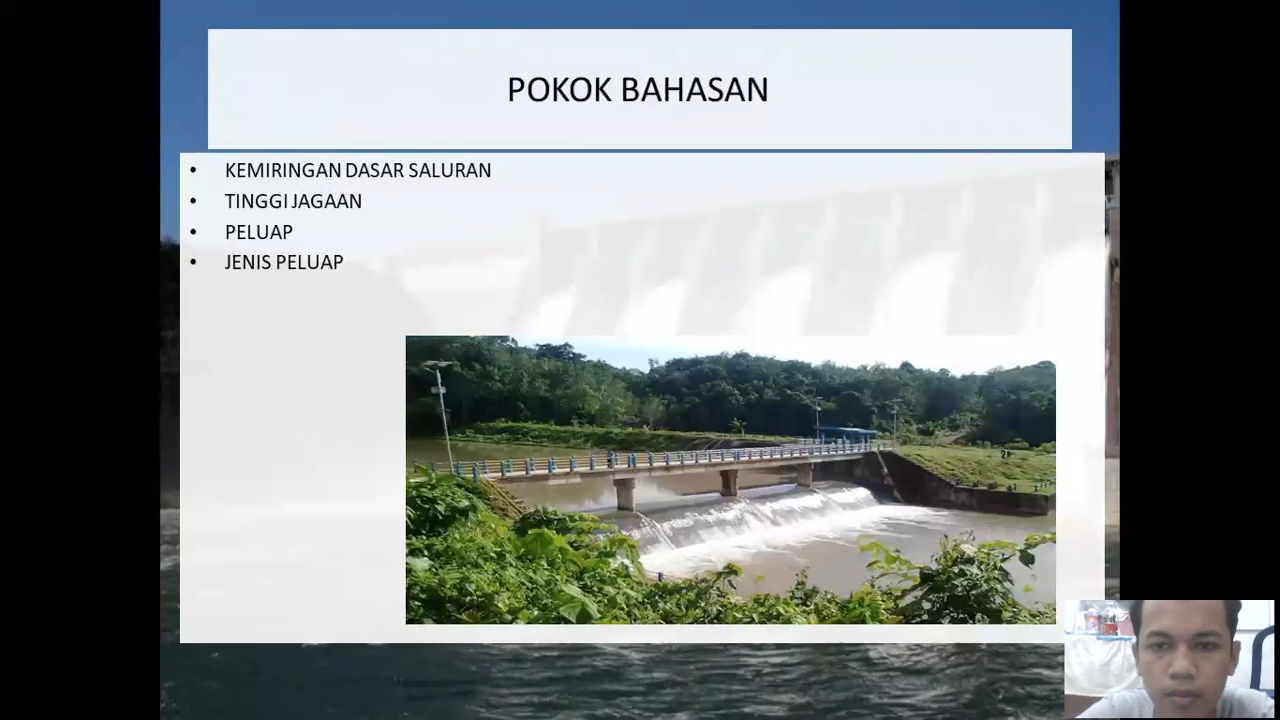 POKOK BAHASAN
• KEMIRINGAN DASAR SALURAN
• TINGGI JAGAAN
• PELUAP
• JENIS PELUAP